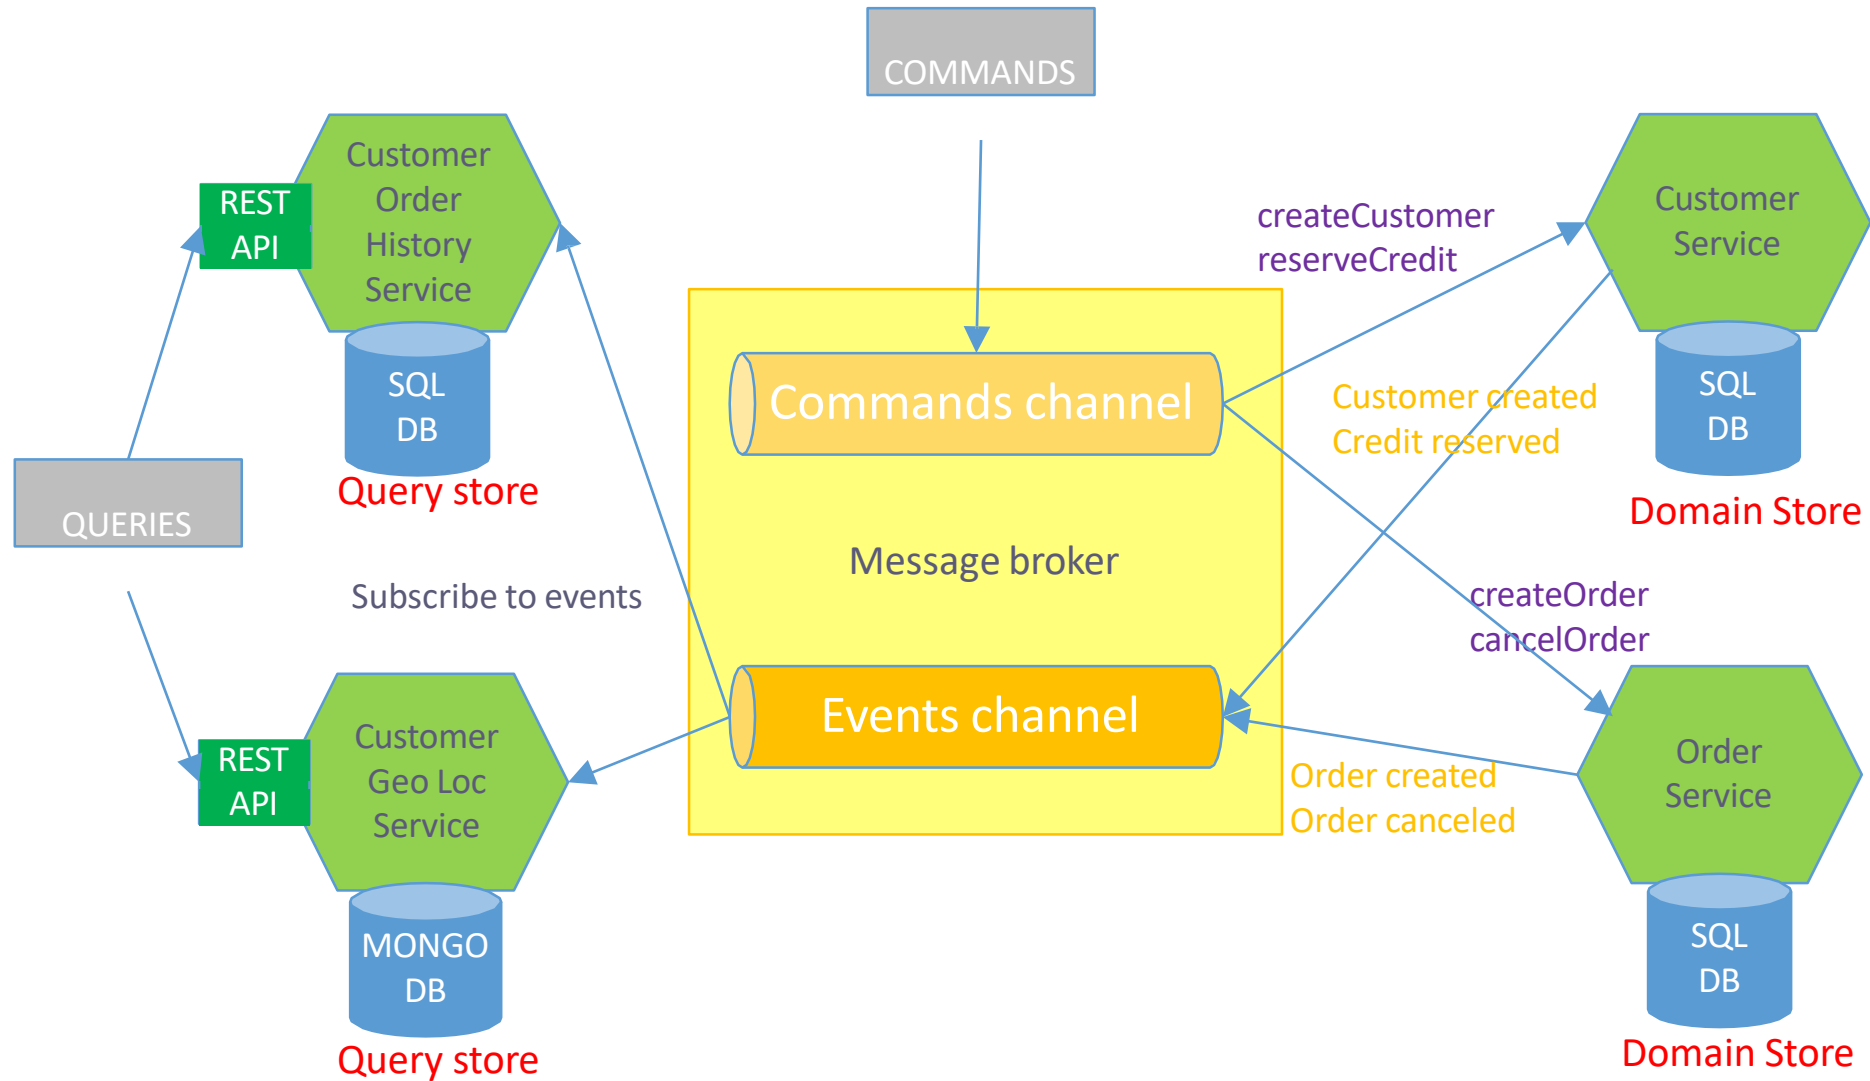 COMMANDS
Customer
Order
History
Service
REST
API
SQL
DB
Query store
QUERIES
Subscribe to events
Customer
Geo Loc
Service
REST
API
MONGO
DB
Query store
Commands channel
Message broker
Events channel
createCustomer
reserveCredit
Customer created
Credit reserved
createOrder
cancelOrder
Order created
Order canceled
Customer
Service
SQL
DB
Domain Store
Order
Service
SQL
DB
Domain Store